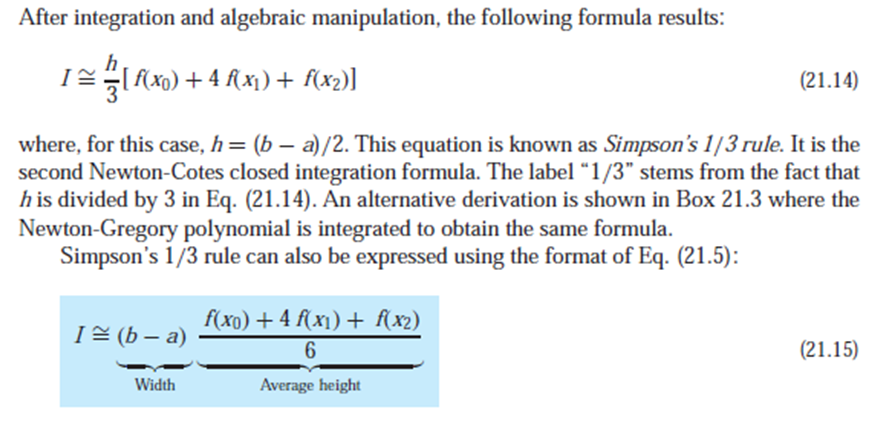 After integration and algebraic manipulation, the following formula results:
I ≅ h/3 [ f(x₀) + 4 f(x₁) + f(x₂)] (21.14)
where, for this case, h = (b – a)/2. This equation is known as Simpson's 1/3 rule. It is the
second Newton-Cotes closed integration formula. The label “1/3” stems from the fact that
h is divided by 3 in Eq. (21.14). An alternative derivation is shown in Box 21.3 where the
Newton-Gregory polynomial is integrated to obtain the same formula.
Simpson's 1/3 rule can also be expressed using the format of Eq. (21.5):
I ≅ (b – a) f(x₀) + 4 f(x₁) + f(x₂) / 6 (21.15)
Width Average height